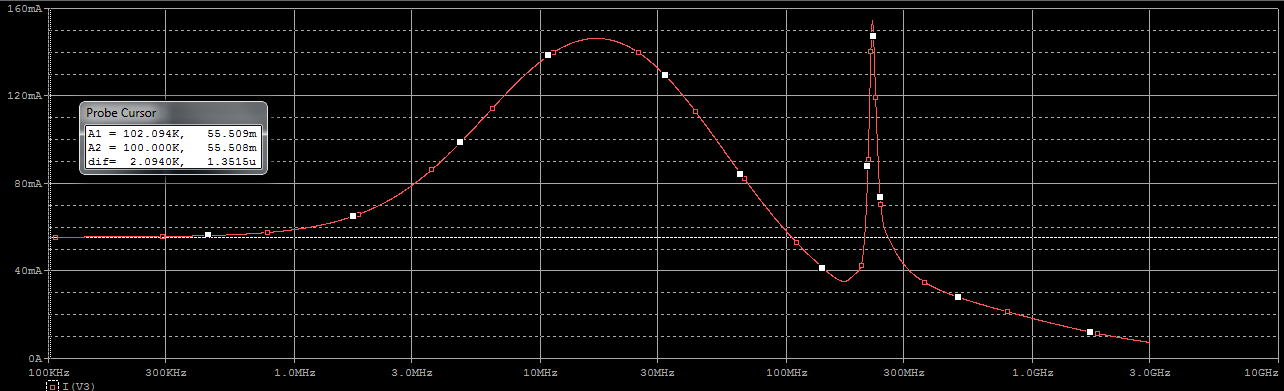 160mA
120mA
80mA
40mA
0A
Probe Cursor
A1 = 102.094K, 55.509m
A2 = 100.000K, 55.508m
dif= 2.0940K, 1.3515u
100KHz 300KHz 1.0MHz 3.0MHz 10MHz 30MHz 100MHz 300MHz 1.0GHz 3.0GHz 10GHz
I(V3)